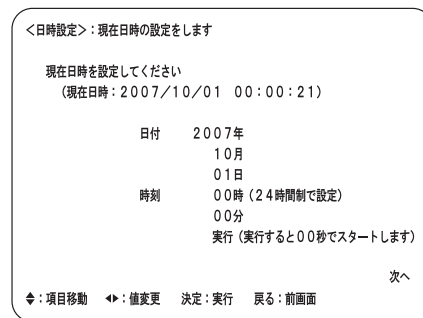 ＜日時設定＞：現在日時の設定をします
現在日時を設定してください
（現在日時：２００７／１０／０１　００：００：２１）
日付　２００７年
１０月
０１日
時刻　００時（２４時間制で設定）
００分
実行（実行すると００秒でスタートします）
次へ
◆：項目移動　◀▶：値変更　決定：実行　戻る：前画面